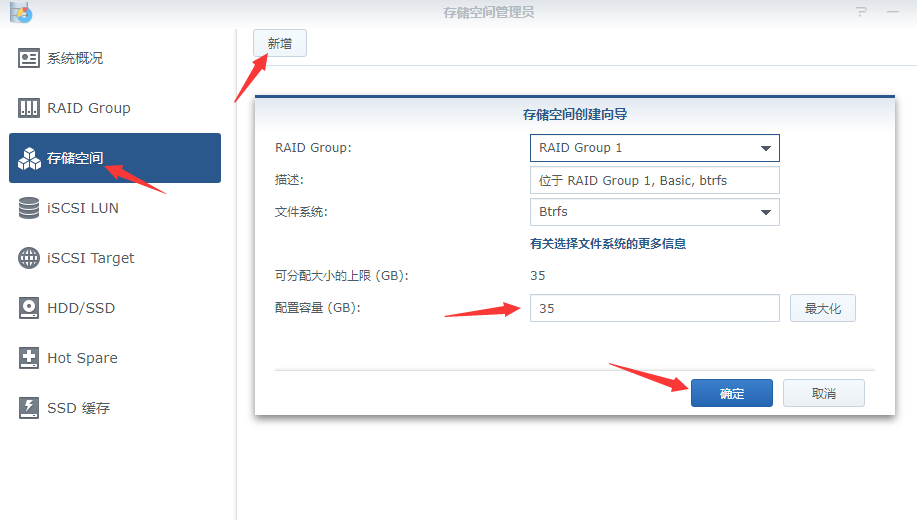 存储空间管理员
系统概况
RAID Group
存储空间
iSCSI LUN
iSCSI Target
HDD/SSD
Hot Spare
SSD 缓存
新增
存储空间创建向导
RAID Group: RAID Group 1
描述: 位于 RAID Group 1, Basic, btrfs
文件系统: Btrfs
有关选择文件系统的更多信息
可分配大小的上限 (GB): 35
配置容量 (GB): 35 最大化
确定 取消